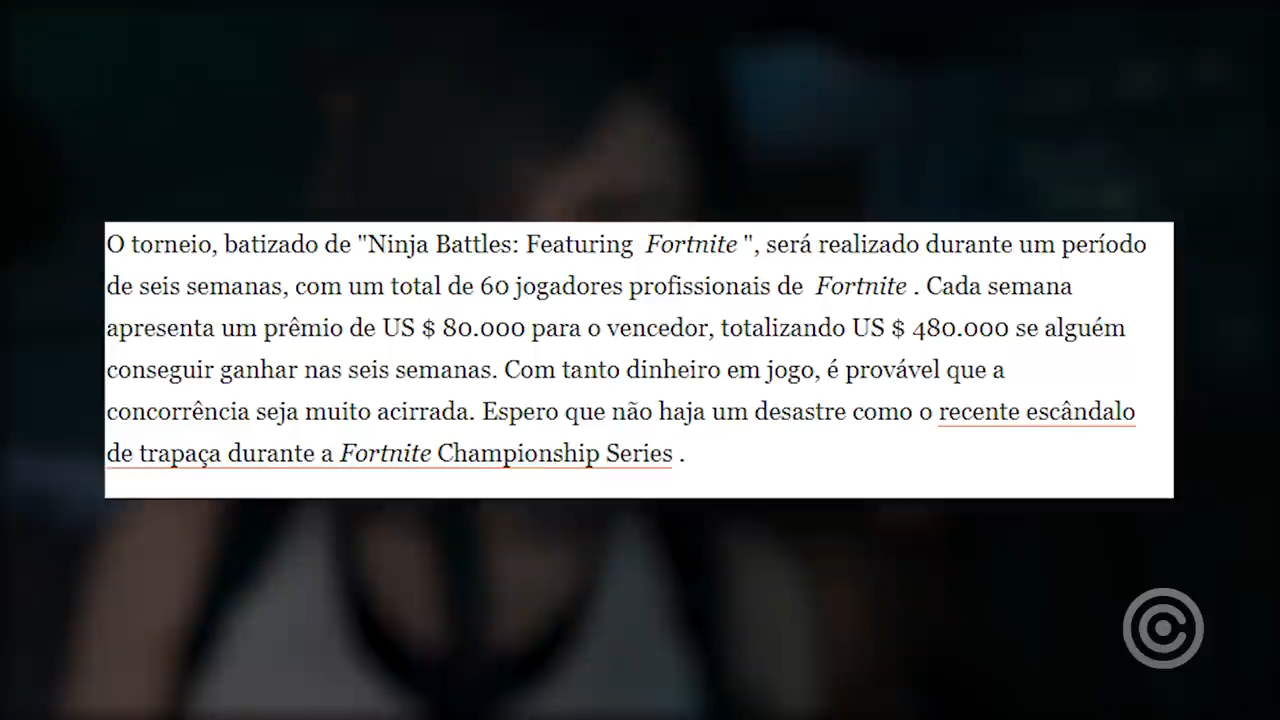 O torneio, batizado de "Ninja Battles: Featuring Fortnite ", será realizado durante um período
de seis semanas, com um total de 60 jogadores profissionais de Fortnite . Cada semana
apresenta um prêmio de US $ 80.000 para o vencedor, totalizando US $ 480.000 se alguém
conseguir ganhar nas seis semanas. Com tanto dinheiro em jogo, é provável que a
concorrência seja muito acirrada. Espero que não haja um desastre como o recente escândalo
de trapaça durante a Fortnite Championship Series .